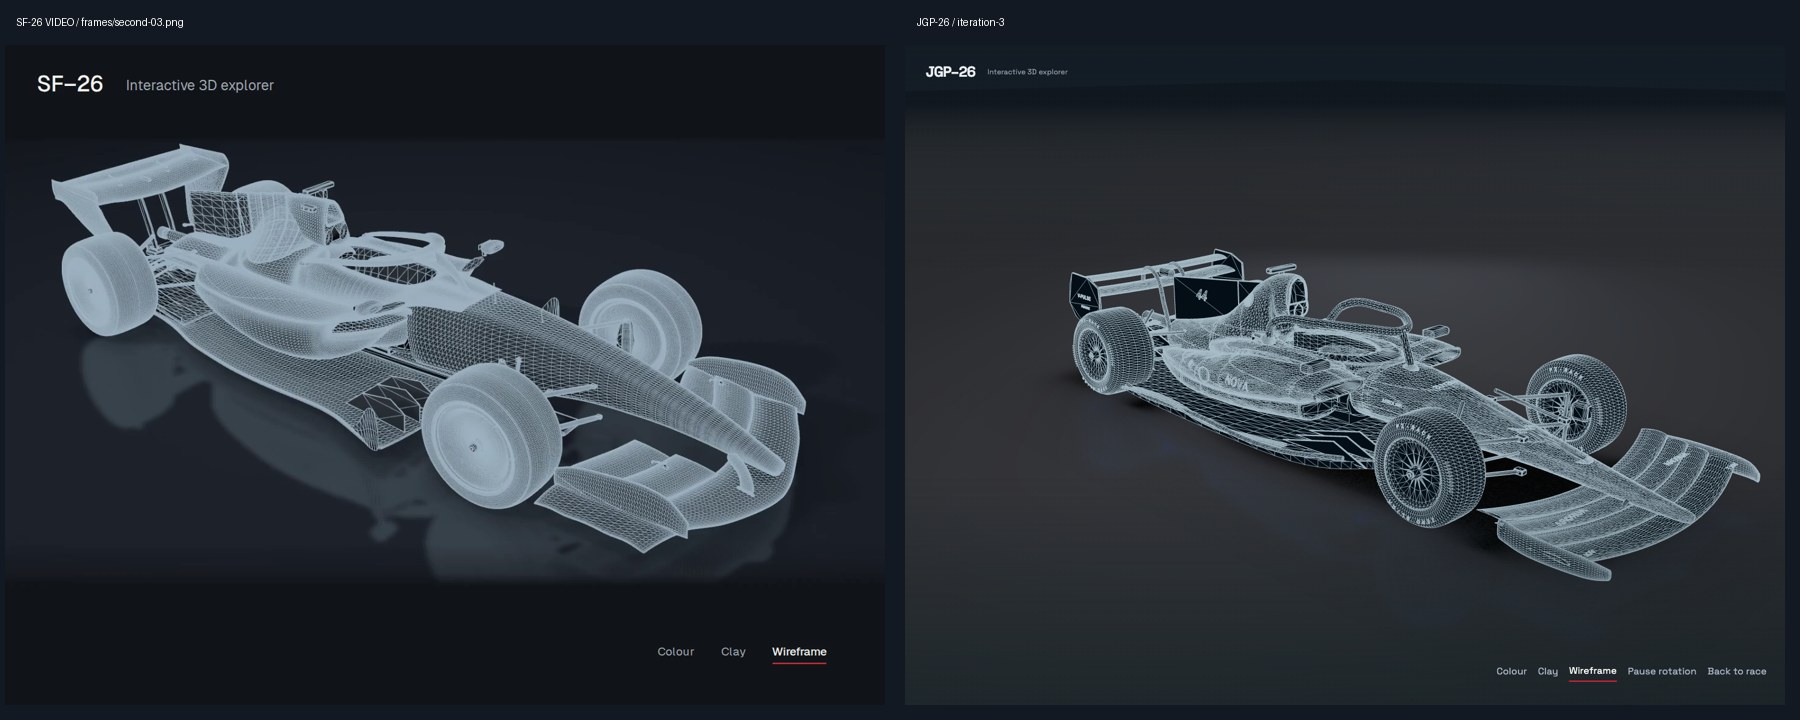 SF-26 VIDEO / frames/second-03.png
JGP-26 / iteration-3
SF–26 Interactive 3D explorer
JGP–26 Interactive 3D explorer
44
NOVA
Colour Clay Wireframe
Colour Clay Wireframe Pause rotation Back to race